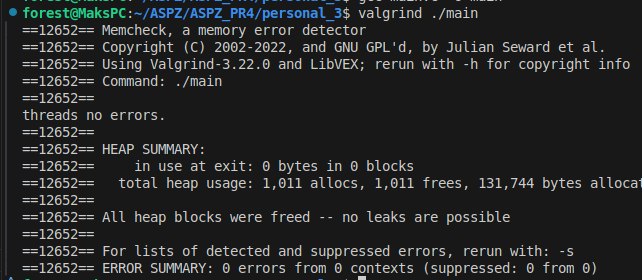 forest@MaksPC:~/ASPZ/ASPZ_PR4/personal_3$ valgrind ./main
==12652== Memcheck, a memory error detector
==12652== Copyright (C) 2002-2022, and GNU GPL'd, by Julian Seward et al.
==12652== Using Valgrind-3.22.0 and LibVEX; rerun with -h for copyright info
==12652== Command: ./main
==12652==
threads no errors.
==12652==
==12652== HEAP SUMMARY:
==12652==     in use at exit: 0 bytes in 0 blocks
==12652==   total heap usage: 1,011 allocs, 1,011 frees, 131,744 bytes allocat
==12652==
==12652== All heap blocks were freed -- no leaks are possible
==12652==
==12652== For lists of detected and suppressed errors, rerun with: -s
==12652== ERROR SUMMARY: 0 errors from 0 contexts (suppressed: 0 from 0)